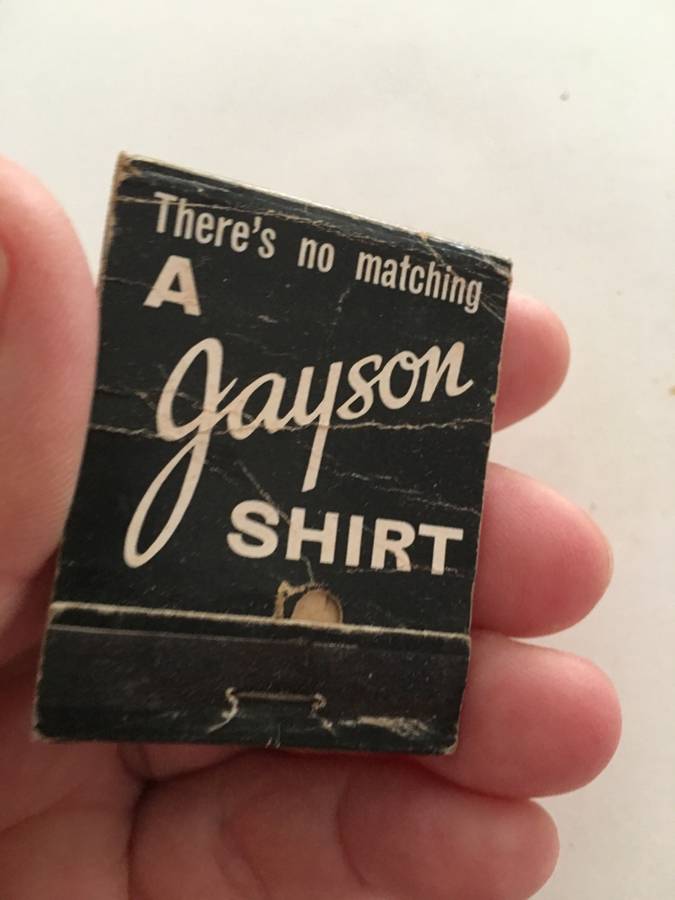 There's no matching
A
Jayson
SHIRT